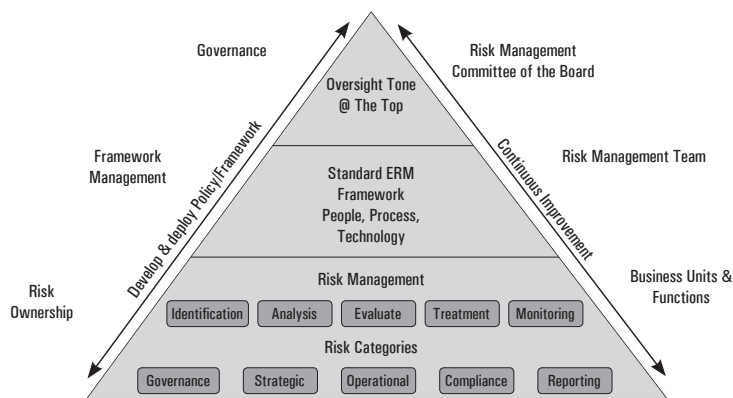 Governance
Risk Management
Committee of the Board
Oversight Tone
@ The Top
Framework
Management
Develop & deploy Policy/Framework
Continuous Improvement
Risk Management Team
Standard ERM
Framework
People, Process,
Technology
Risk
Ownership
Business Units &
Functions
Risk Management
Identification
Analysis
Evaluate
Treatment
Monitoring
Risk Categories
Governance
Strategic
Operational
Compliance
Reporting